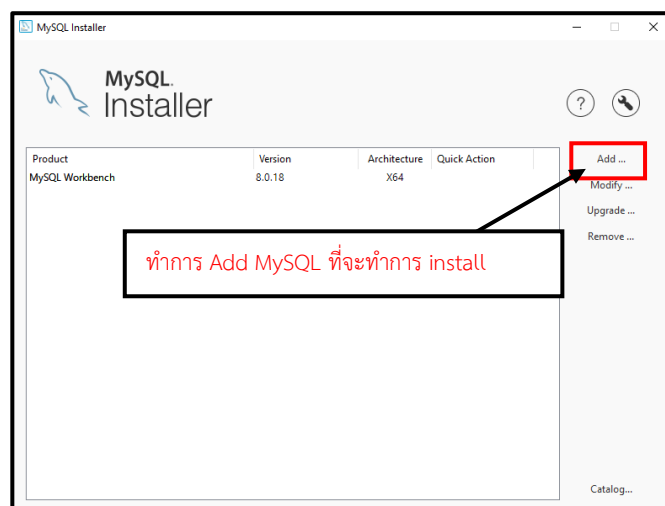 MySQL Installer
MySQL.
Installer
?
Product Version Architecture Quick Action
MySQL Workbench 8.0.18 X64
Add ...
Modify ...
Upgrade ...
Remove ...
ทำการ Add MySQL ที่จะทำการ install
Catalog...